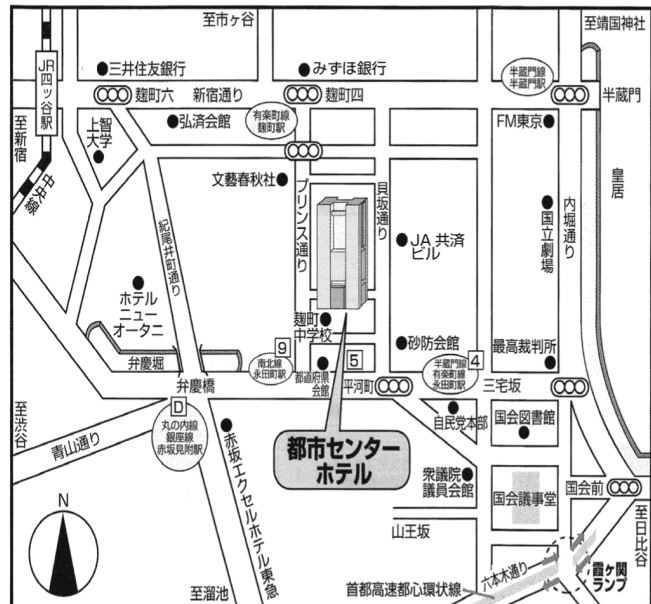 至市ヶ谷
至靖国神社
JR四ッ谷駅
三井住友銀行
みずほ銀行
半蔵門線
半蔵門駅
麹町六
新宿通り
麹町四
半蔵門
至新宿
上智
大学
弘済会館
有楽町線
麹町駅
FM東京
中央線
文藝春秋社
プリンス通り
貝坂通り
皇居
紀尾井町通り
JA 共済
ビル
国立劇場
内堀通り
ホテル
ニュー
オータニ
麹町
中学校
砂防会館
最高裁判所
弁慶堀
南北線
永田町駅
9
都道府県
会館
5
平河町
半蔵門線
有楽町線
永田町駅
4
三宅坂
弁慶橋
至渋谷
D
丸の内線
銀座線
赤坂見附駅
自民党本部
国会図書館
青山通り
赤坂エクセルホテル東急
都市センター
ホテル
衆議院
議員会館
国会議事堂
国会前
N
山王坂
至日比谷
六本木通り
霞ヶ関
ランプ
至溜池
首都高速都心環状線